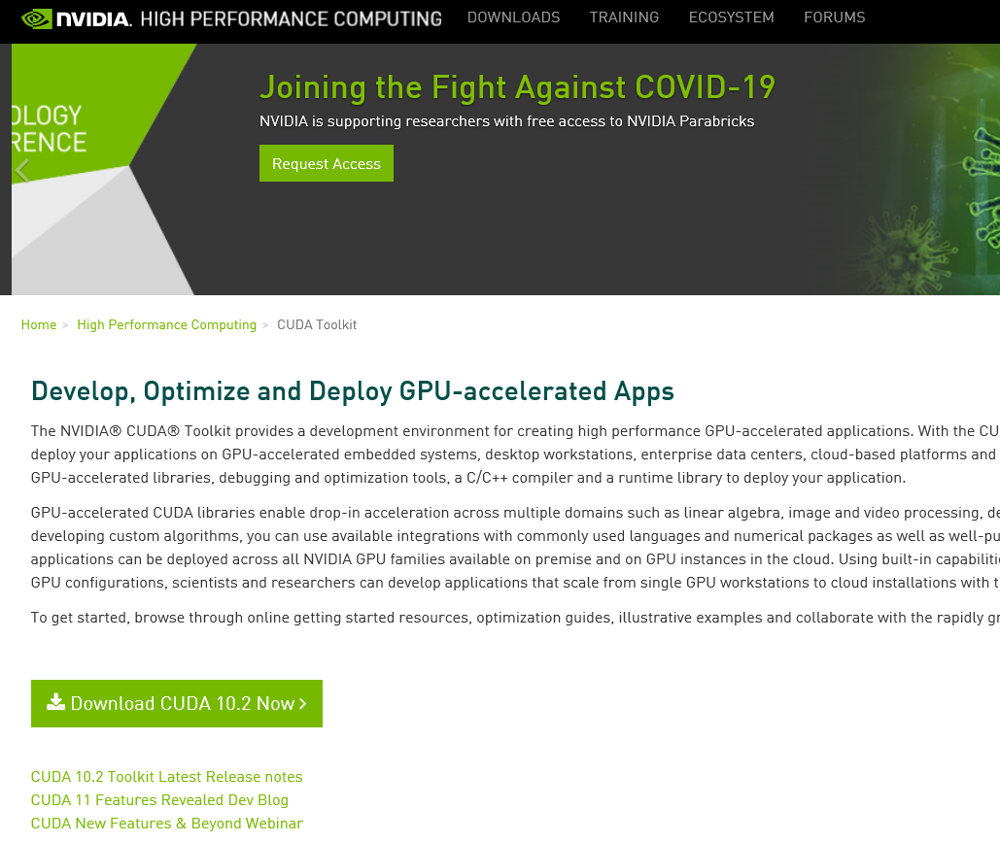 NVIDIA. HIGH PERFORMANCE COMPUTING DOWNLOADS TRAINING ECOSYSTEM FORUMS
OLOGY
RENCE
Joining the Fight Against COVID-19
NVIDIA is supporting researchers with free access to NVIDIA Parabricks
Request Access
Home > High Performance Computing > CUDA Toolkit
Develop, Optimize and Deploy GPU-accelerated Apps
The NVIDIA® CUDA® Toolkit provides a development environment for creating high performance GPU-accelerated applications. With the CU
deploy your applications on GPU-accelerated embedded systems, desktop workstations, enterprise data centers, cloud-based platforms and
GPU-accelerated libraries, debugging and optimization tools, a C/C++ compiler and a runtime library to deploy your application.
GPU-accelerated CUDA libraries enable drop-in acceleration across multiple domains such as linear algebra, image and video processing, de
developing custom algorithms, you can use available integrations with commonly used languages and numerical packages as well as well-pu
applications can be deployed across all NVIDIA GPU families available on premise and on GPU instances in the cloud. Using built-in capabiliti
GPU configurations, scientists and researchers can develop applications that scale from single GPU workstations to cloud installations with t
To get started, browse through online getting started resources, optimization guides, illustrative examples and collaborate with the rapidly gr
Download CUDA 10.2 Now >
CUDA 10.2 Toolkit Latest Release notes
CUDA 11 Features Revealed Dev Blog
CUDA New Features & Beyond Webinar